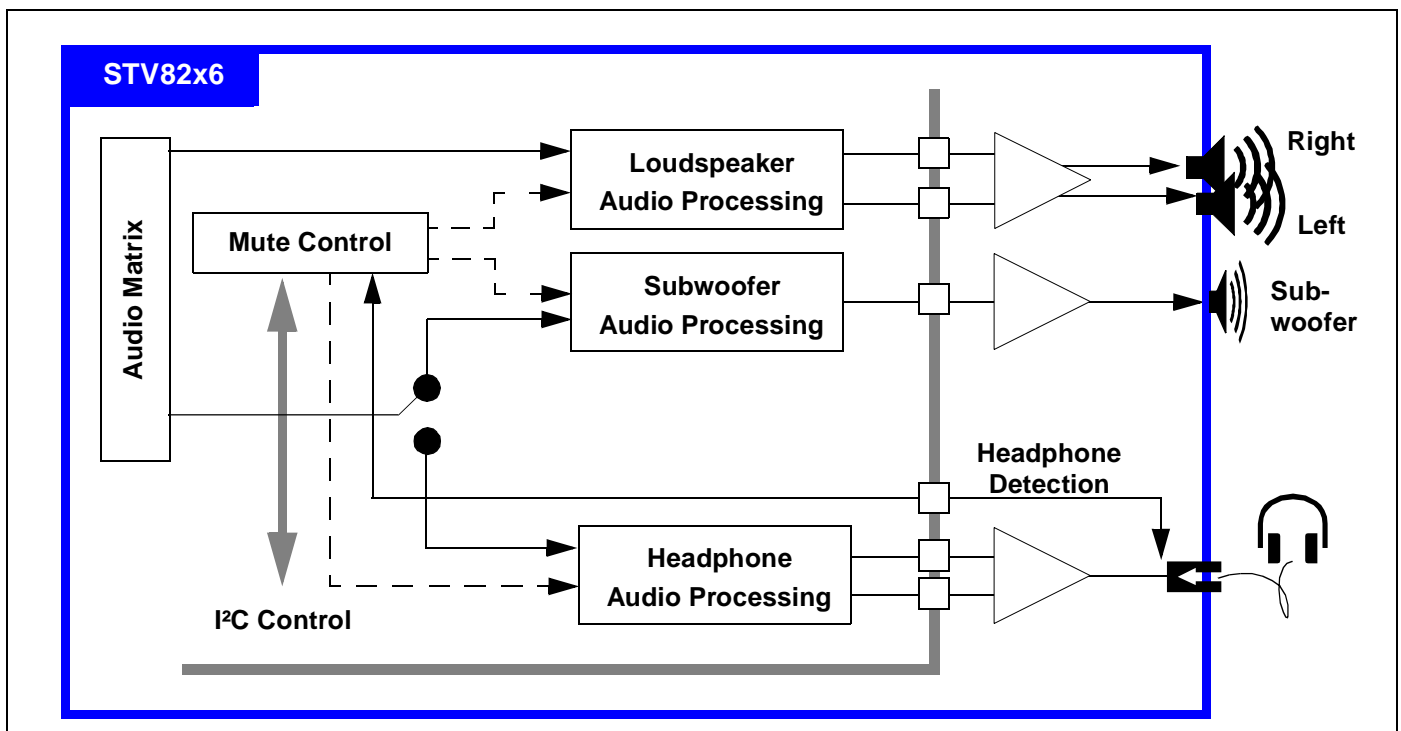 STV82x6
Audio Matrix
Mute Control
I²C Control
Loudspeaker
Audio Processing
Subwoofer
Audio Processing
Headphone
Audio Processing
Headphone
Detection
Right
Left
Sub-
woofer